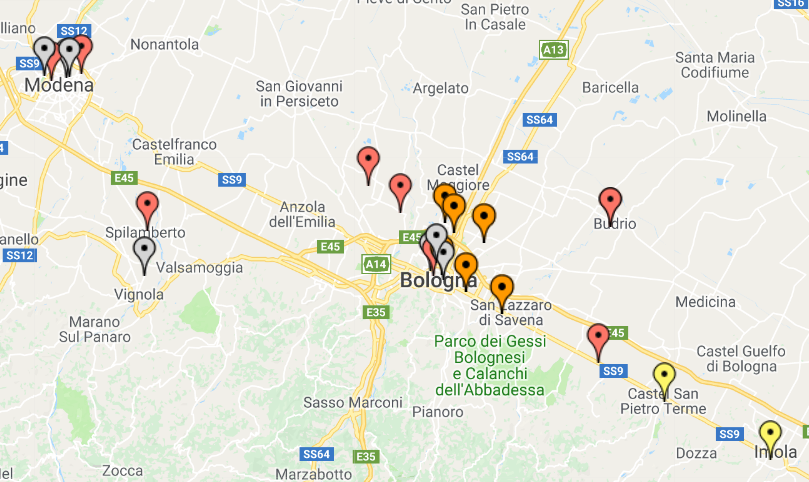 Pieve di Cento
San Pietro
In Casale
lliano
SS12
Nonantola
A13
SS9
Modena
Santa Maria
Codifiume
San Giovanni
in Persiceto
Argelato
Baricella
SS64
Molinella
Castelfranco
Emilia
SS64
E45
SS9
Castel
Maggiore
gine
Anzola
dell'Emilia
Budrio
Spilamberto
E45
E45
anello
SS12
A14
Valsamoggia
Bologna
Vignola
San Lazzaro
di Savena
Medicina
E35
Marano
Sul Panaro
E45
Parco dei Gessi
Bolognesi
e Calanchi
dell'Abbadessa
Castel Guelfo
di Bologna
SS9
Castel San
Pietro Terme
Sasso Marconi
Pianoro
SS9
Imola
Dozza
SS64
E35
Zocca
Marzabotto